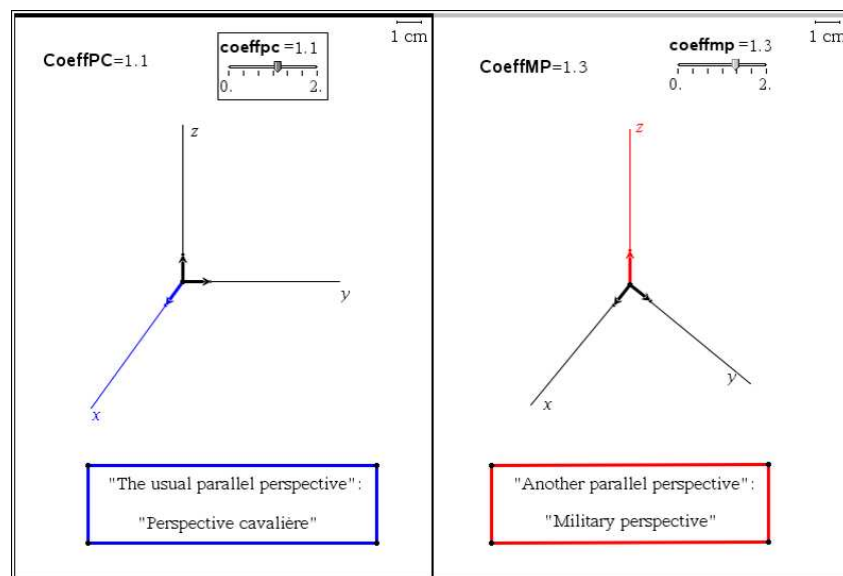 1 cm
CoeffPC=1.1
coeffpc =1.1
0. 2.
z
y
x
"The usual parallel perspective":
"Perspective cavalière"
1 cm
CoeffMP=1.3
coeffmp =1.3
0. 2.
z
y
x
"Another parallel perspective":
"Military perspective"